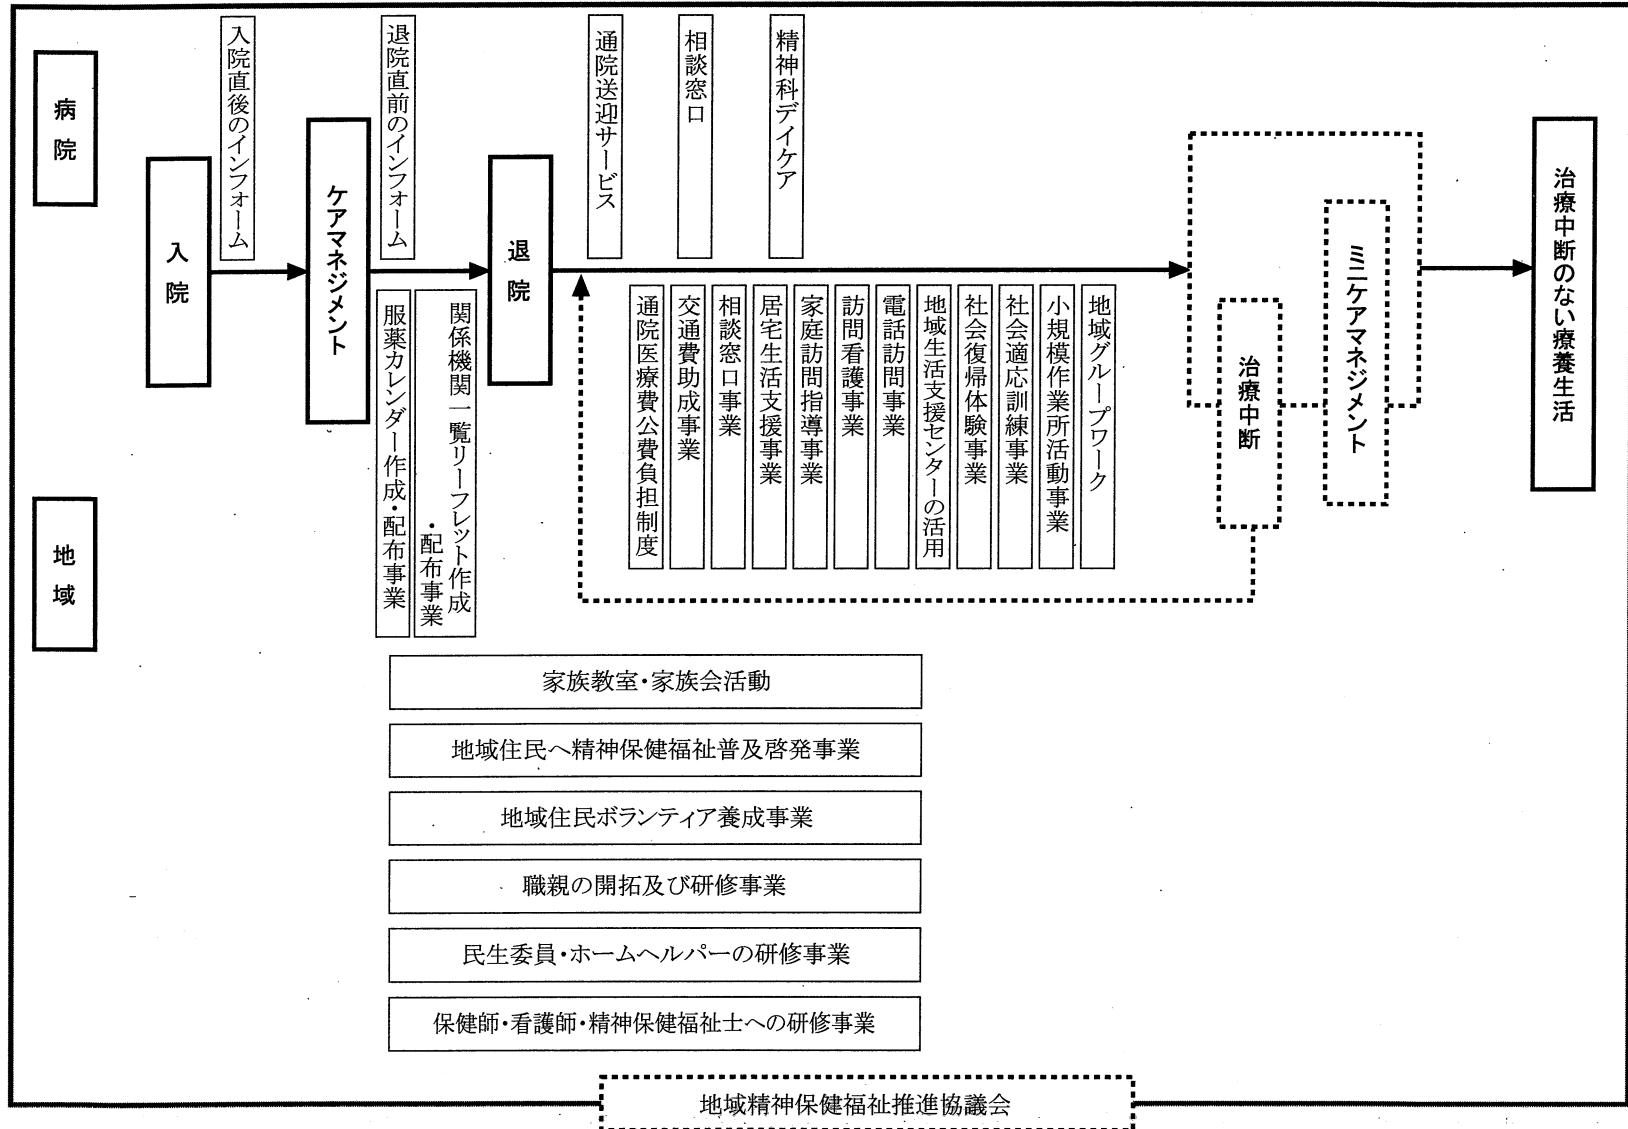 病院
地域
入院
入院直後のインフォーム
ケアマネジメント
退院直前のインフォーム
服薬カレンダー作成・配布事業
関係機関一覧リーフレット作成
・配布事業
退院
通院送迎サービス
相談窓口
精神科デイケア
通院医療費公費負担制度
交通費助成事業
相談窓口事業
居宅生活支援事業
家庭訪問指導事業
訪問看護事業
電話訪問事業
地域生活支援センターの活用
社会復帰体験事業
社会適応訓練事業
小規模作業所活動事業
地域グループワーク
治療中断
ミニケアマネジメント
治療中断のない療養生活
家族教室・家族会活動
地域住民へ精神保健福祉普及啓発事業
地域住民ボランティア養成事業
職親の開拓及び研修事業
民生委員・ホームヘルパーの研修事業
保健師・看護師・精神保健福祉士への研修事業
地域精神保健福祉推進協議会